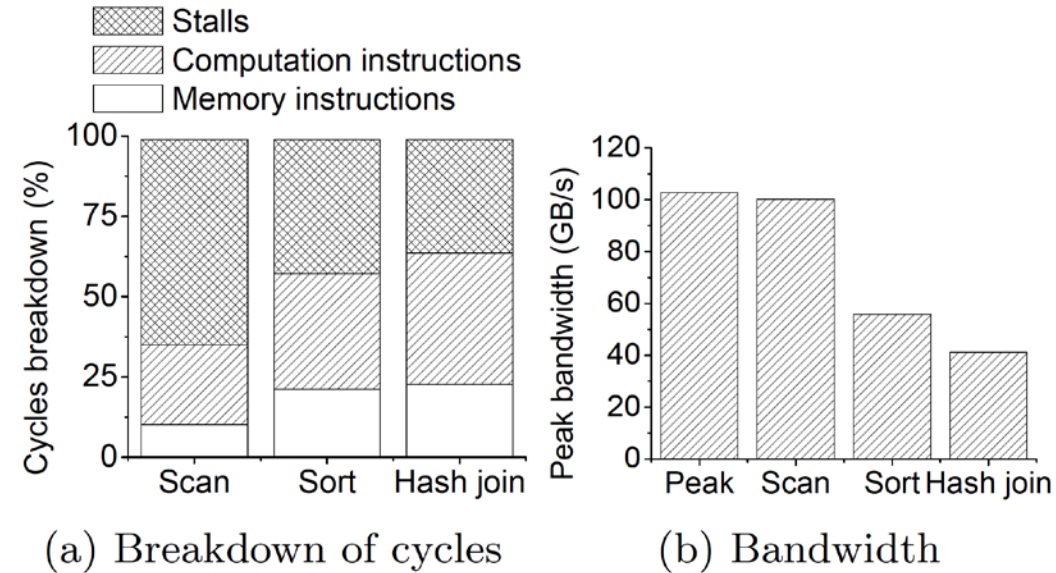 Stalls
Computation instructions
Memory instructions
Cycles breakdown (%)
100
75
50
25
0
Scan Sort Hash join
(a) Breakdown of cycles
Peak bandwidth (GB/s)
120
100
80
60
40
20
0
Peak Scan Sort Hash join
(b) Bandwidth